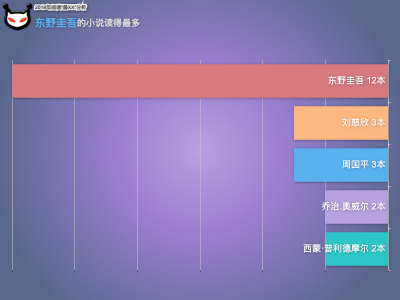 东野圭吾的小说读得最多
东野圭吾 12本
刘慈欣 3本
周国平 3本
乔治.奥威尔 2本
西蒙·普利德摩尔 2本